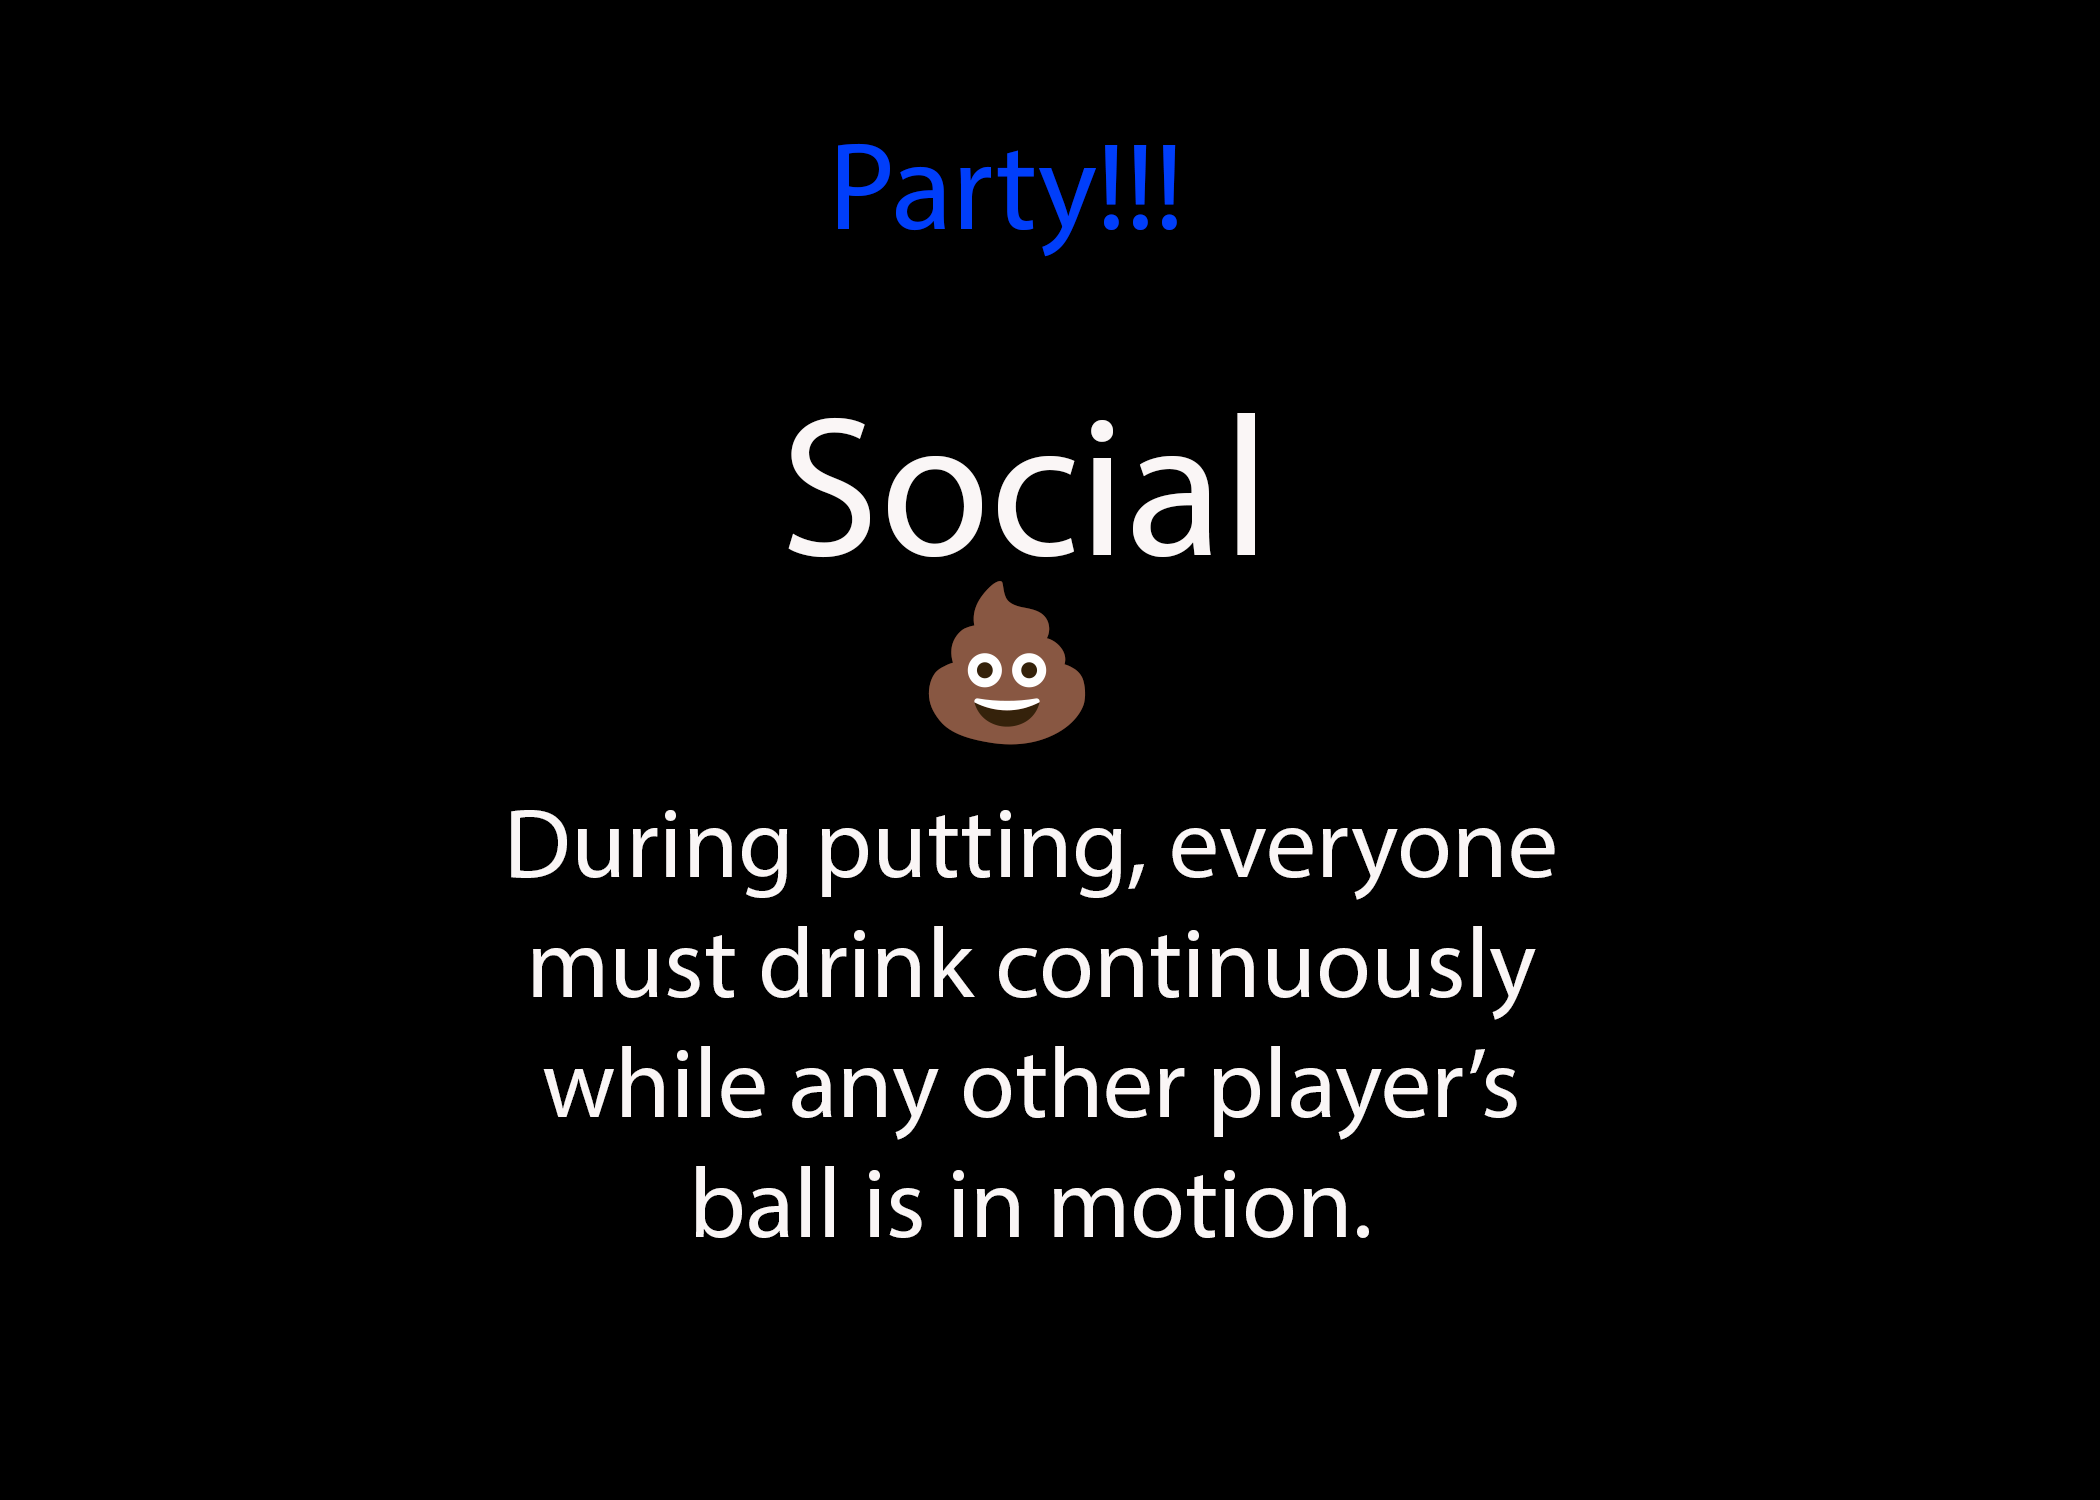 Party!!!
Social
During putting, everyone
must drink continuously
while any other player’s
ball is in motion.